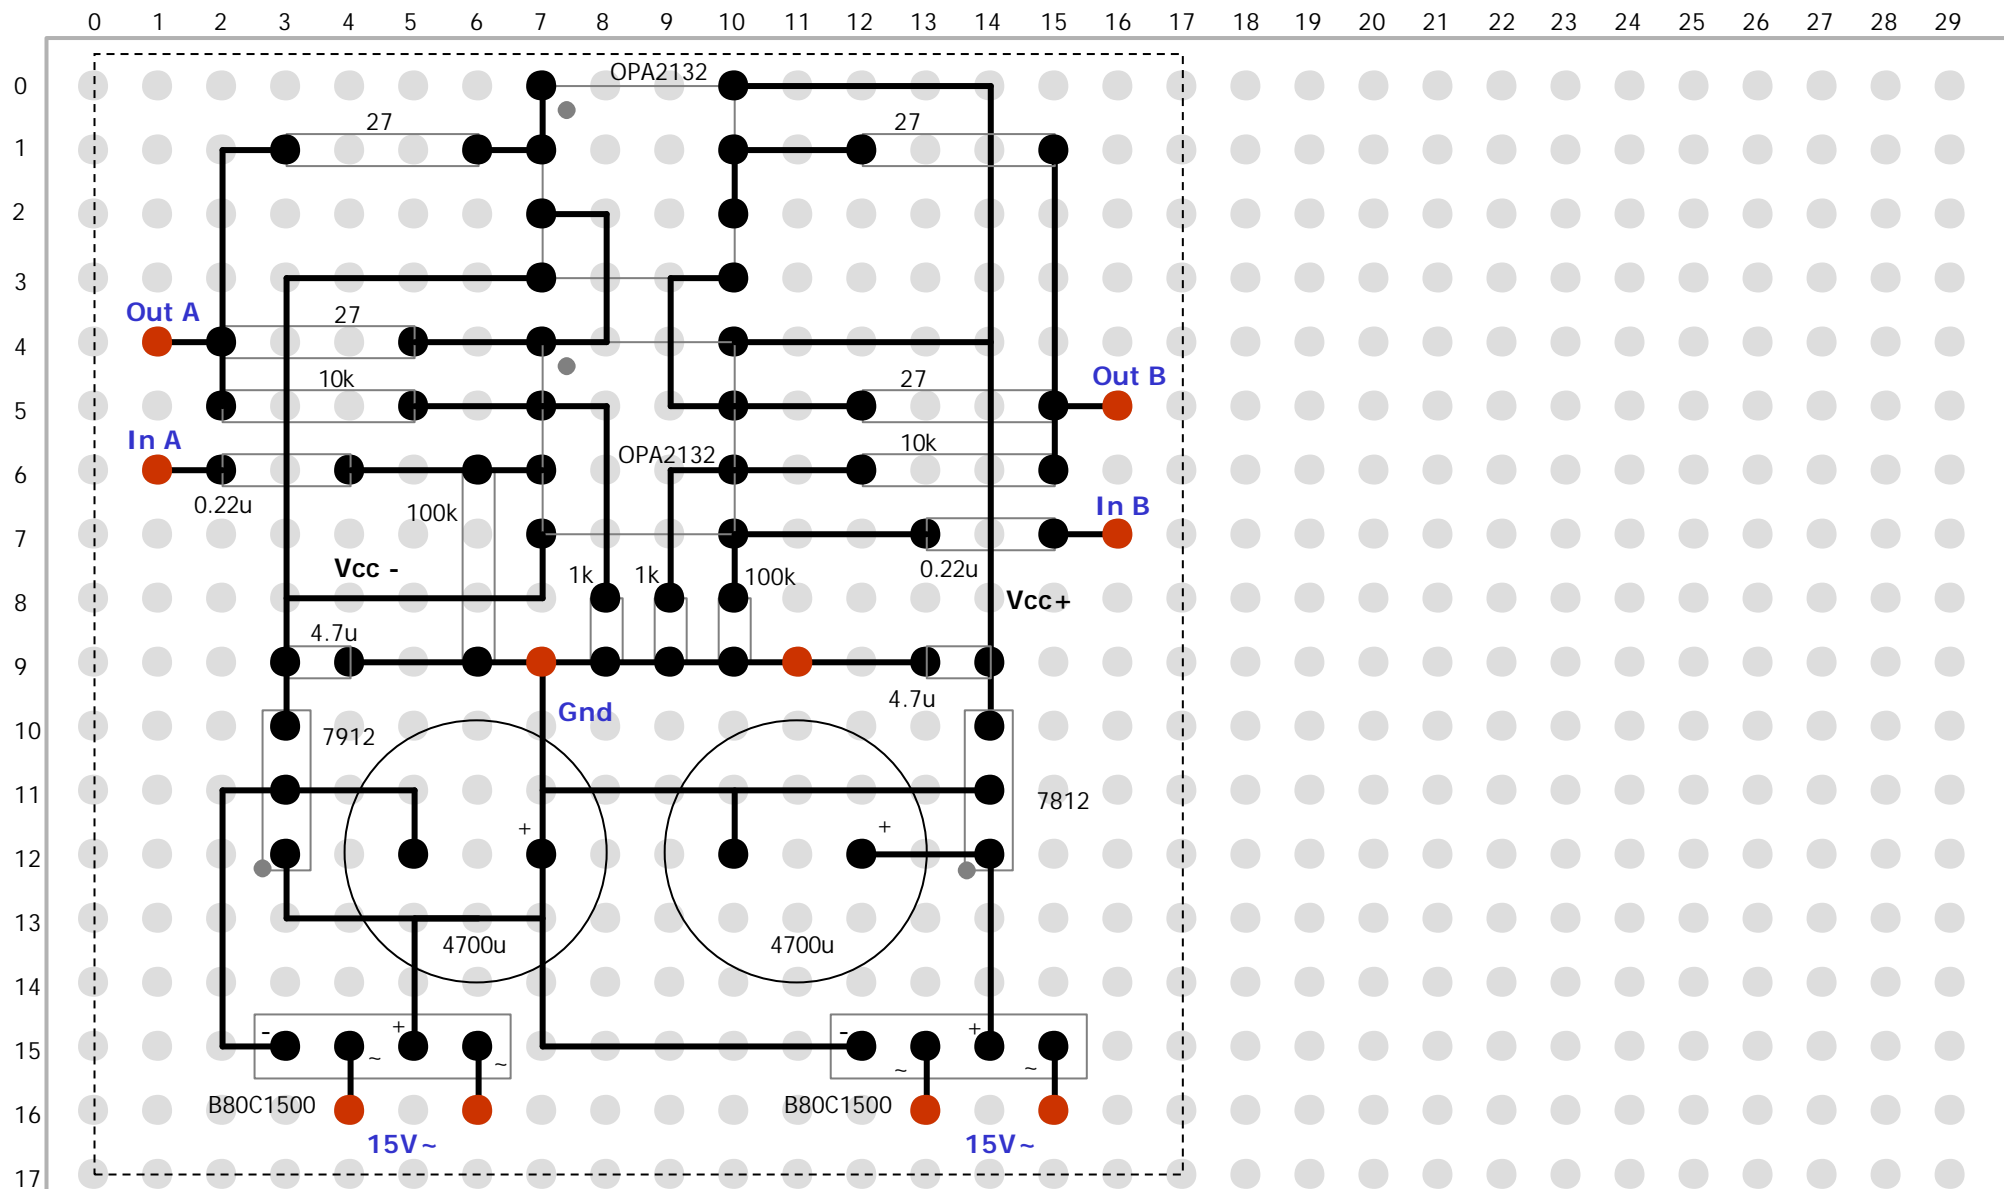 0 1 2 3 4 5 6 7 8 9 10 11 12 13 14 15 16 17 18 19 20 21 22 23 24 25 26 27 28 29
0 OPA2132
1 27 27
2
3
Out A 27
4
10k 27 Out B
5
In A 10k
6 OPA2132
0.22u 100k In B
7
Vcc - 1k 1k 100k 0.22u
8 Vcc+
4.7u
9
4.7u
Gnd
10 7912
11 7812
+ +
12
13
4700u 4700u
14
- + - +
15 ~ ~ ~ ~
B80C1500 B80C1500
16
15V~ 15V~
17